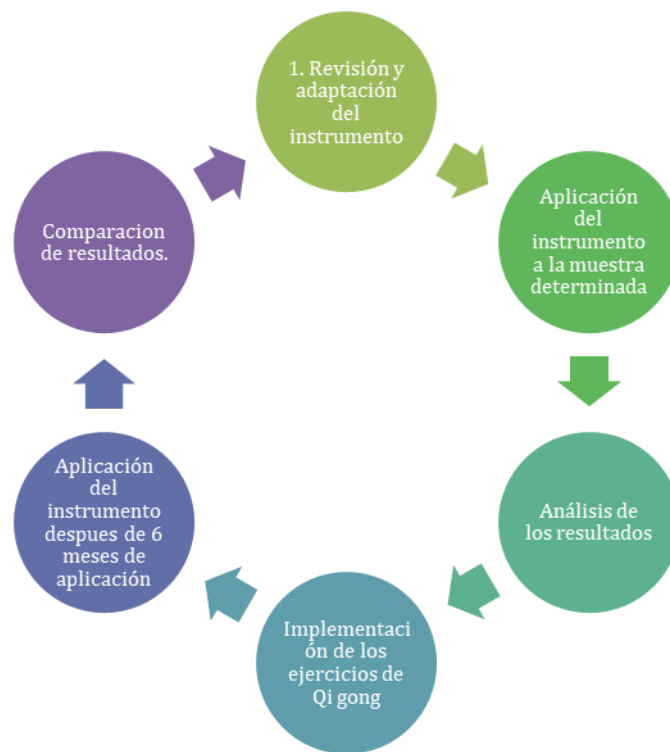 1. Revisión y
adaptación
del
instrumento
Aplicación
del
instrumento
a la muestra
determinada
Análisis de
los resultados
Implementaci
ón de los
ejercicios de
Qi gong
Aplicación
del
instrumento
despues de 6
meses de
aplicación
Comparacion
de resultados.